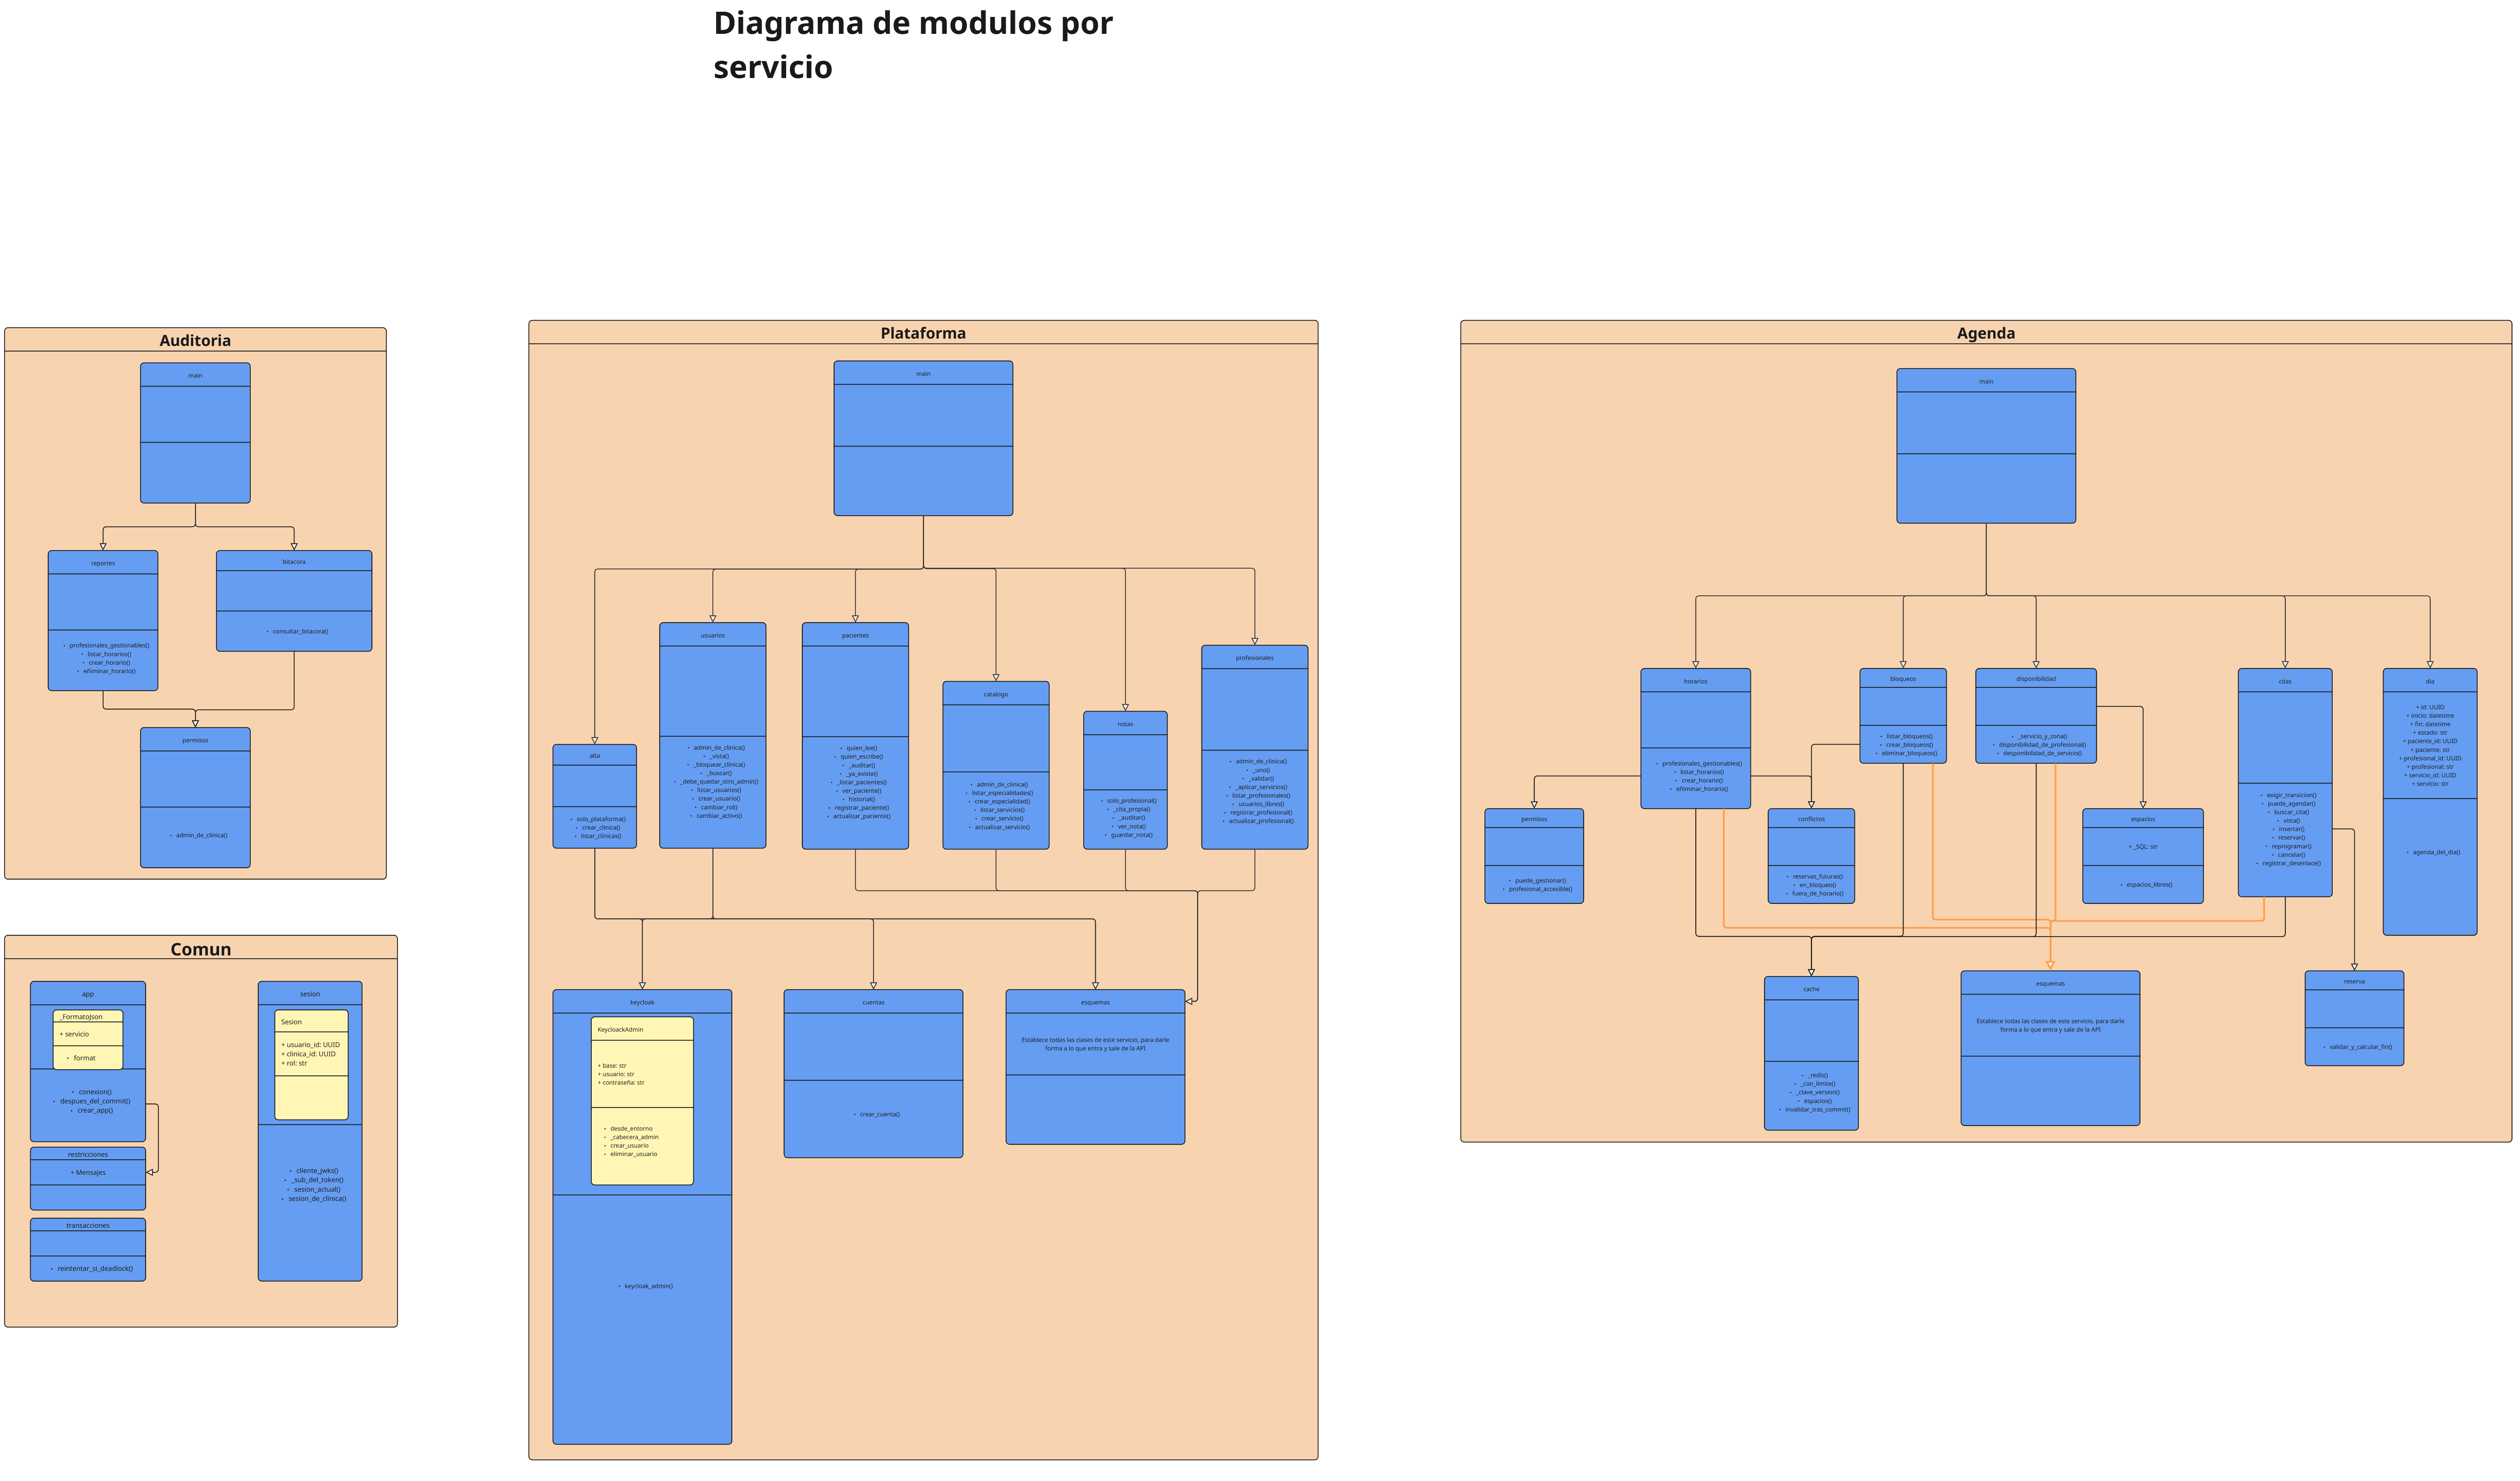 Diagrama de modulos por
servicio
Auditoria
main
reportes
• profesionales_gestionables()
• listar_horarios()
• crear_horario()
• eñiminar_horario()
bitacora
• consultar_bitacora()
permisos
• admin_de_clinica()
Comun
app
_FormatoJson
+ servicio
• format
• conexion()
• despues_del_commit()
• crear_app()
restricciones
+ Mensajes
transacciones
• reintentar_si_deadlock()
sesion
Sesion
+ usuario_id: UUID
+ clinica_id: UUID
+ rol: str
• cliente_jwks()
• _sub_del_token()
• sesion_actual()
• sesion_de_clinica()
Plataforma
main
alta
• solo_plataforma()
• crear_clinica()
• listar_clinicas()
usuarios
• admin_de_clinica()
• _vista()
• _bloquear_clinica()
• _buscar()
• _debe_quedar_otro_admin()
• listar_usuarios()
• crear_usuario()
• cambiar_rol()
• cambiar_activo()
pacientes
• quien_lee()
• quien_escribe()
• _auditar()
• _ya_existe()
• _listar_pacientes()
• ver_paciente()
• historial()
• registrar_paciente()
• actualizar_paciente()
catalogo
• admin_de_clinica()
• listar_especialidades()
• crear_especialidad()
• listar_servicios()
• crear_servicio()
• actualizar_servicio()
notas
• solo_profesional()
• _cita_propia()
• _auditar()
• ver_nota()
• guardar_nota()
profesionales
• admin_de_clinica()
• _uno()
• _validar()
• _aplicar_servicios()
• listar_profesionales()
• usuarios_libres()
• registrar_profesional()
• actualizar_profesional()
keycloak
KeycloackAdmin
+ base: str
+ usuario: str
+ contraseña: str
• desde_entorno
• _cabecera_admin
• crear_usuario
• eliminar_usuario
• keycloak_admin()
cuentas
• crear_cuenta()
esquemas
Establece todas las clases de este servicio, para darle
forma a lo que entra y sale de la API
Agenda
main
horarios
• profesionales_gestionables()
• listar_horarios()
• crear_horario()
• eñiminar_horario()
bloqueos
• listar_bloqueos()
• crear_bloqueos()
• eliminar_bloqueos()
disponibilidad
• _servicio_y_zona()
• disponibilidad_de_profesional()
• desponibilidad_de_servicio()
citas
• exigir_transicion()
• puede_agendar()
• buscar_cita()
• vista()
• insertar()
• reservar()
• reprogramar()
• cancelar()
• registrar_desenlace()
dia
+ id: UUID
+ inicio: datetime
+ fin: datetime
+ estado: str
+ paciente_id: UUID
+ paciente: str
+ profesional_id: UUID
+ profesional: str
+ servicio_id: UUID
+ servicio: str
• agenda_del_dia()
permisos
• puede_gestionar()
• profesional_accesible()
conflictos
• reservas_futuras()
• en_bloqueo()
• fuera_de_horario()
espacios
+ _SQL: str
• espacios_libres()
cache
• _redis()
• _con_limite()
• _clave_version()
• espacios()
• invalidar_tras_commit()
esquemas
Establece todas las clases de este servicio, para darle
forma a lo que entra y sale de la API
reserva
• validar_y_calcular_fin()